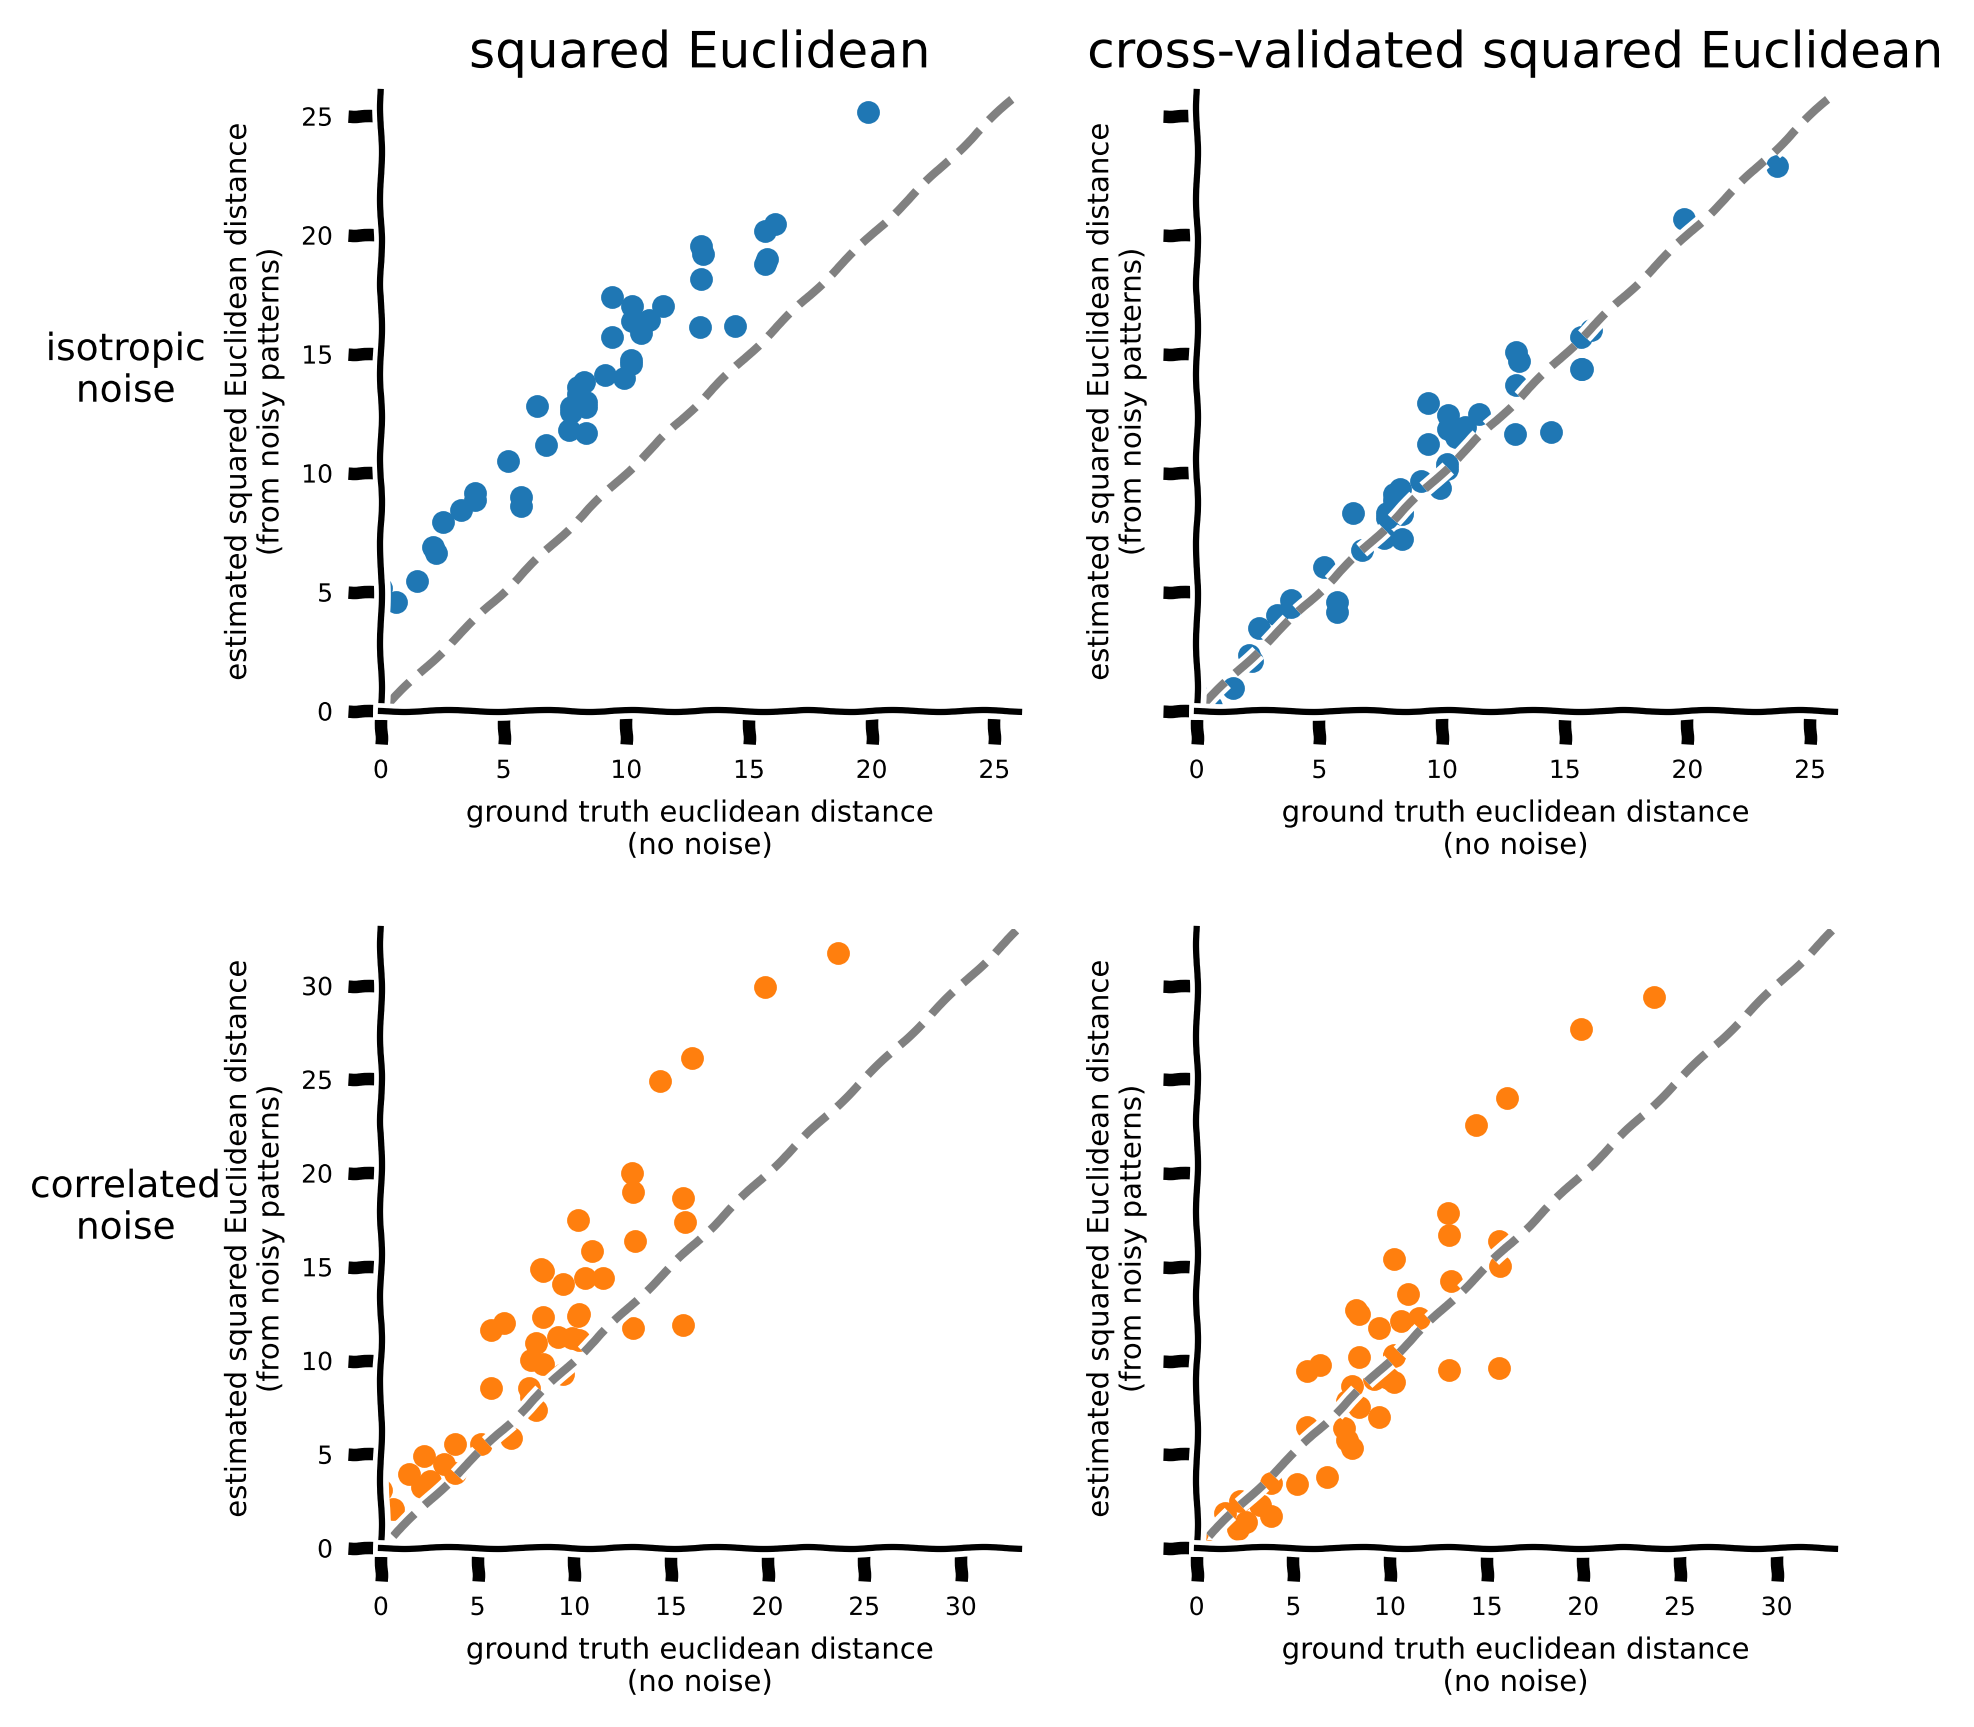 squared Euclidean
cross-validated squared Euclidean
isotropic
noise
estimated squared Euclidean distance
(from noisy patterns)
25
20
15
10
5
0
0 5 10 15 20 25
ground truth euclidean distance
(no noise)
estimated squared Euclidean distance
(from noisy patterns)
0 5 10 15 20 25
ground truth euclidean distance
(no noise)
correlated
noise
estimated squared Euclidean distance
(from noisy patterns)
30
25
20
15
10
5
0
0 5 10 15 20 25 30
ground truth euclidean distance
(no noise)
estimated squared Euclidean distance
(from noisy patterns)
0 5 10 15 20 25 30
ground truth euclidean distance
(no noise)